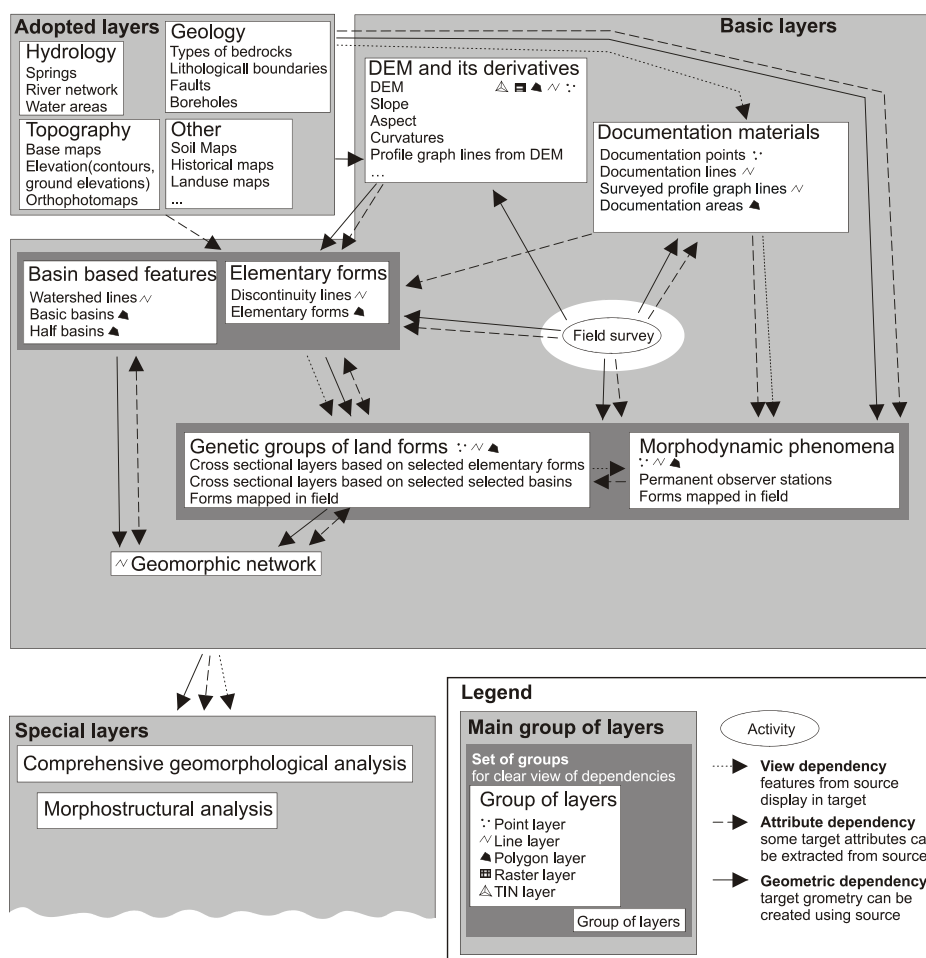 Adopted layers
Hydrology
Springs
River network
Water areas
Geology
Types of bedrocks
Lithologicall boundaries
Faults
Boreholes
Topography
Base maps
Elevation(contours,
ground elevations)
Orthophotomaps
Other
Soil Maps
Historical maps
Landuse maps
...
Basic layers
DEM and its derivatives
DEM
Slope
Aspect
Curvatures
Profile graph lines from DEM
...
Documentation materials
Documentation points
Documentation lines
Surveyed profile graph lines
Documentation areas
Basin based features
Watershed lines
Basic basins
Half basins
Elementary forms
Discontinuity lines
Elementary forms
Field survey
Genetic groups of land forms
Cross sectional layers based on selected elementary forms
Cross sectional layers based on selected selected basins
Forms mapped in field
Morphodynamic phenomena
Permanent observer stations
Forms mapped in field
Geomorphic network
Special layers
Comprehensive geomorphological analysis
Morphostructural analysis
Legend
Main group of layers
Set of groups
for clear view of dependencies
Group of layers
Point layer
Line layer
Polygon layer
Raster layer
TIN layer
Group of layers
Activity
View dependency
features from source
display in target
Attribute dependency
some target attributes ca
be extracted from source
Geometric dependency
target gromertry can be
created using source